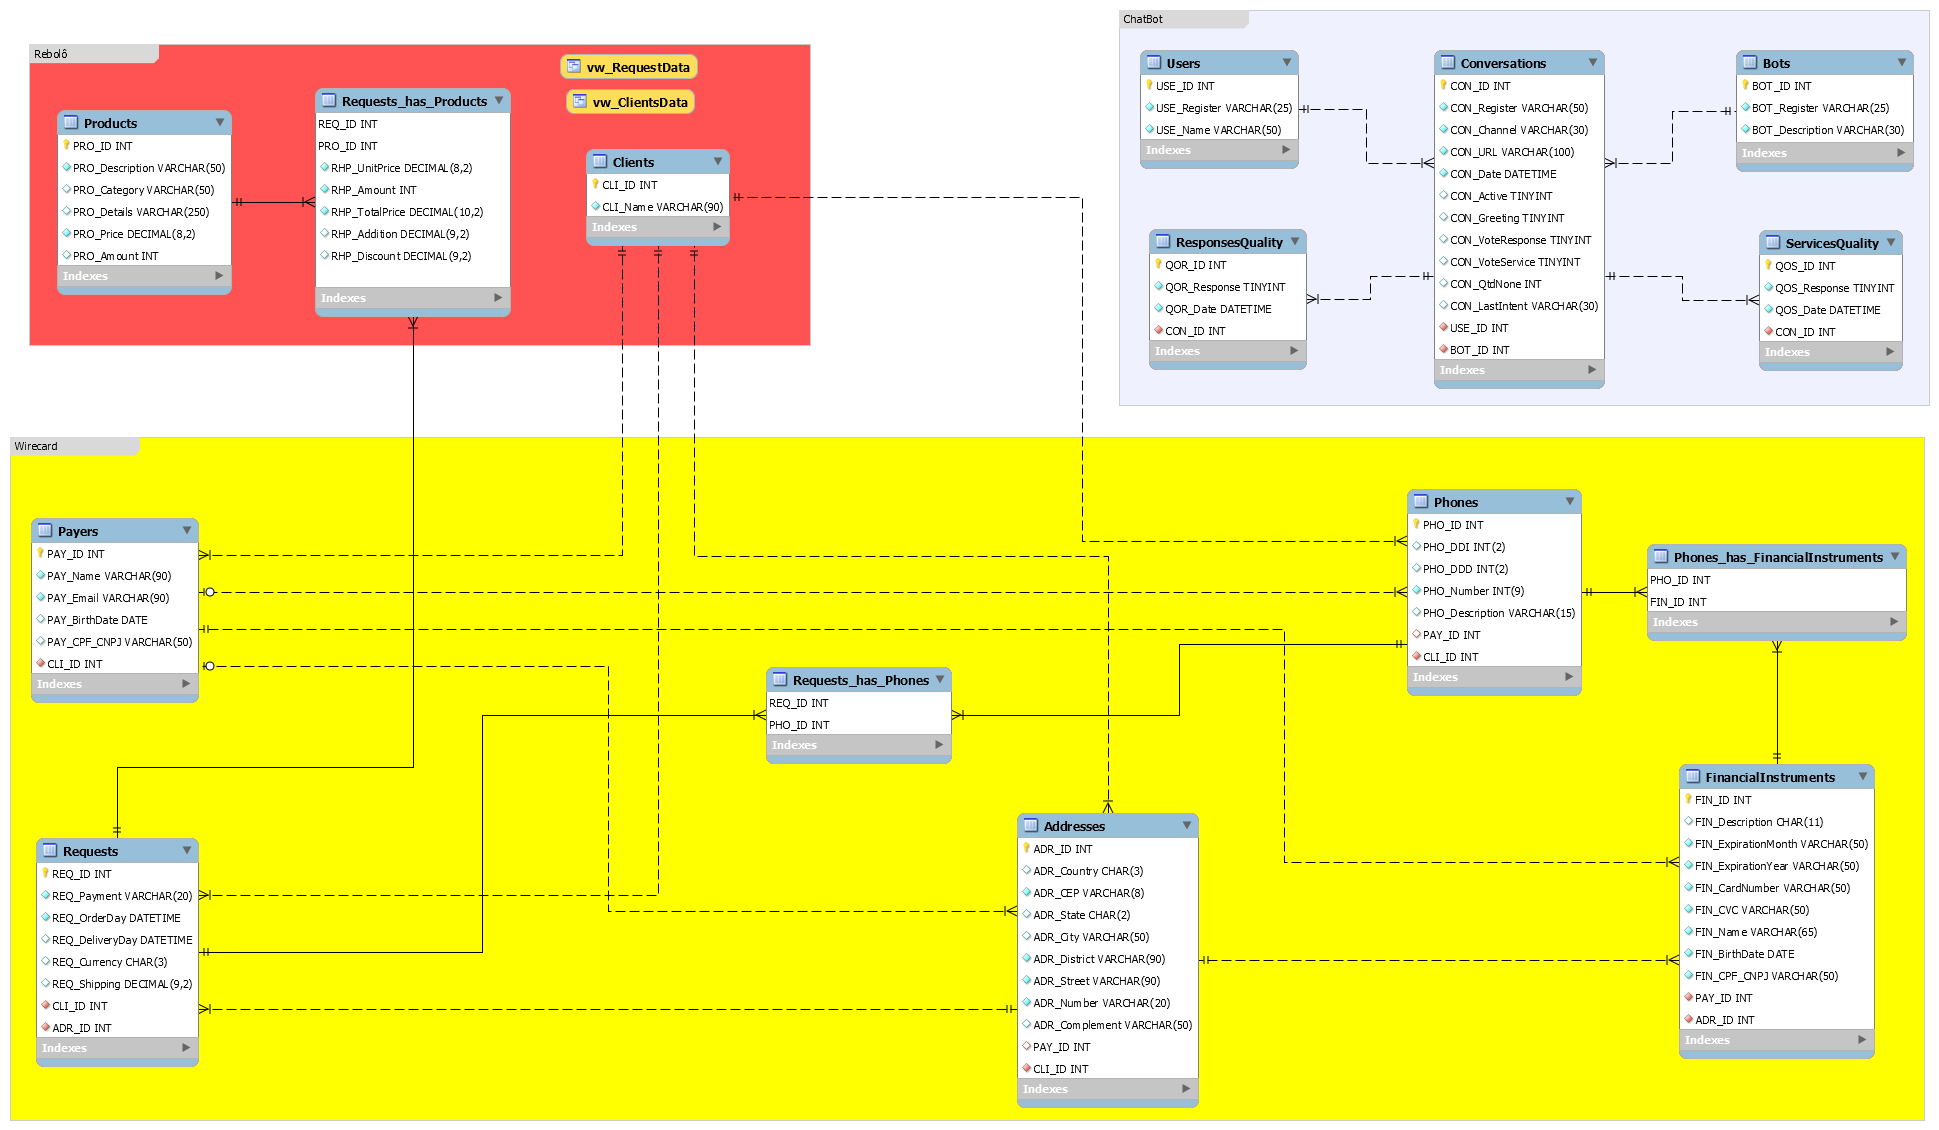 Rebolô
vw_RequestData
vw_ClientsData
Products
PRO_ID INT
PRO_Description VARCHAR(50)
PRO_Category VARCHAR(50)
PRO_Details VARCHAR(250)
PRO_Price DECIMAL(8,2)
PRO_Amount INT
Indexes
Requests_has_Products
REQ_ID INT
PRO_ID INT
RHP_UnitPrice DECIMAL(8,2)
RHP_Amount INT
RHP_TotalPrice DECIMAL(10,2)
RHP_Addition DECIMAL(9,2)
RHP_Discount DECIMAL(9,2)
Indexes
Clients
CLI_ID INT
CLI_Name VARCHAR(90)
Indexes
ChatBot
Users
USE_ID INT
USE_Register VARCHAR(25)
USE_Name VARCHAR(50)
Indexes
Conversations
CON_ID INT
CON_Register VARCHAR(50)
CON_Channel VARCHAR(30)
CON_URL VARCHAR(100)
CON_Date DATETIME
CON_Active TINYINT
CON_Greeting TINYINT
CON_VoteResponse TINYINT
CON_VoteService TINYINT
CON_QtdNone INT
CON_LastIntent VARCHAR(30)
USE_ID INT
BOT_ID INT
Indexes
Bots
BOT_ID INT
BOT_Register VARCHAR(25)
BOT_Description VARCHAR(30)
Indexes
ResponsesQuality
QOR_ID INT
QOR_Response TINYINT
QOR_Date DATETIME
CON_ID INT
Indexes
ServicesQuality
QOS_ID INT
QOS_Response TINYINT
QOS_Date DATETIME
CON_ID INT
Indexes
Wirecard
Payers
PAY_ID INT
PAY_Name VARCHAR(90)
PAY_Email VARCHAR(90)
PAY_BirthDate DATE
PAY_CPF_CNPJ VARCHAR(50)
CLI_ID INT
Indexes
Phones
PHO_ID INT
PHO_DDI INT(2)
PHO_DDD INT(2)
PHO_Number INT(9)
PHO_Description VARCHAR(15)
PAY_ID INT
CLI_ID INT
Indexes
Phones_has_FinancialInstruments
PHO_ID INT
FIN_ID INT
Indexes
Requests_has_Phones
REQ_ID INT
PHO_ID INT
Indexes
Requests
REQ_ID INT
REQ_Payment VARCHAR(20)
REQ_OrderDay DATETIME
REQ_DeliveryDay DATETIME
REQ_Currency CHAR(3)
REQ_Shipping DECIMAL(9,2)
CLI_ID INT
ADR_ID INT
Indexes
Addresses
ADR_ID INT
ADR_Country CHAR(3)
ADR_CEP VARCHAR(8)
ADR_State CHAR(2)
ADR_City VARCHAR(50)
ADR_District VARCHAR(90)
ADR_Street VARCHAR(90)
ADR_Number VARCHAR(20)
ADR_Complement VARCHAR(50)
PAY_ID INT
CLI_ID INT
Indexes
FinancialInstruments
FIN_ID INT
FIN_Description CHAR(11)
FIN_ExpirationMonth VARCHAR(50)
FIN_ExpirationYear VARCHAR(50)
FIN_CardNumber VARCHAR(50)
FIN_CVC VARCHAR(50)
FIN_Name VARCHAR(65)
FIN_BirthDate DATE
FIN_CPF_CNPJ VARCHAR(50)
PAY_ID INT
ADR_ID INT
Indexes